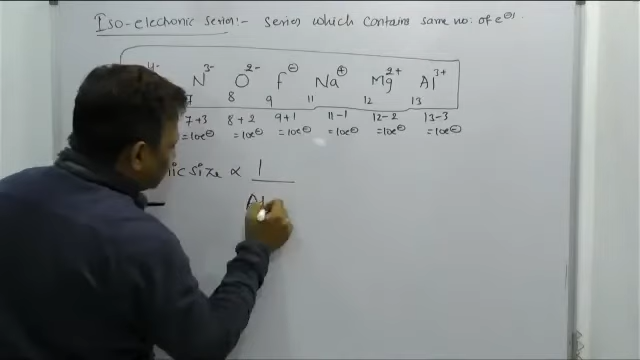 Iso-electronic series:- series which contains same no: of e⊖s.
4- N3- O2- F⊖ Na⊕ Mg2+ Al3+
7 8 9 11 12 13
7+3 8+2 9+1 11-1 12-2 13-3
=10e⊖ =10e⊖ =10e⊖ =10e⊖ =10e⊖ =10e⊖
ic size ∝ 1